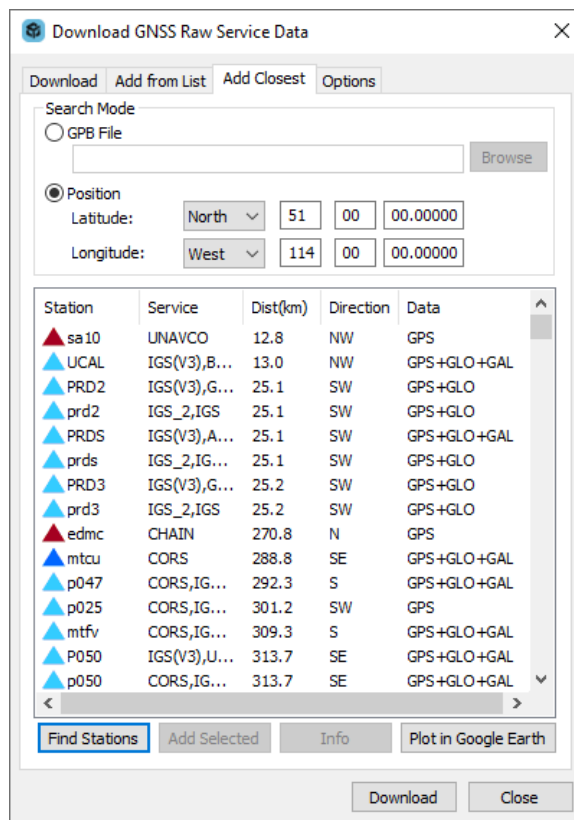 Download GNSS Raw Service Data
Download Add from List Add Closest Options
Search Mode
GPB File
Browse
Position
Latitude: North 51 00 00.00000
Longitude: West 114 00 00.00000
Station Service Dist(km) Direction Data
sa10 UNAVCO 12.8 NW GPS
UCAL IGS(V3),B... 13.0 NW GPS+GLO+GAL
PRD2 IGS(V3),G... 25.1 SW GPS+GLO
prd2 IGS_2,IGS 25.1 SW GPS+GLO
PRDS IGS(V3),A... 25.1 SW GPS+GLO+GAL
prds IGS_2,IG... 25.1 SW GPS+GLO
PRD3 IGS(V3),G... 25.2 SW GPS+GLO
prd3 IGS_2,IGS 25.2 SW GPS+GLO
edmc CHAIN 270.8 N GPS
mtcu CORS 288.8 SE GPS+GLO+GAL
p047 CORS,IG... 292.3 S GPS+GLO+GAL
p025 CORS,IG... 301.2 SW GPS
mtfv CORS,IG... 309.3 S GPS+GLO+GAL
P050 IGS(V3),U... 313.7 SE GPS+GLO+GAL
p050 CORS,IG... 313.7 SE GPS+GLO+GAL
Find Stations Add Selected Info Plot in Google Earth
Download Close